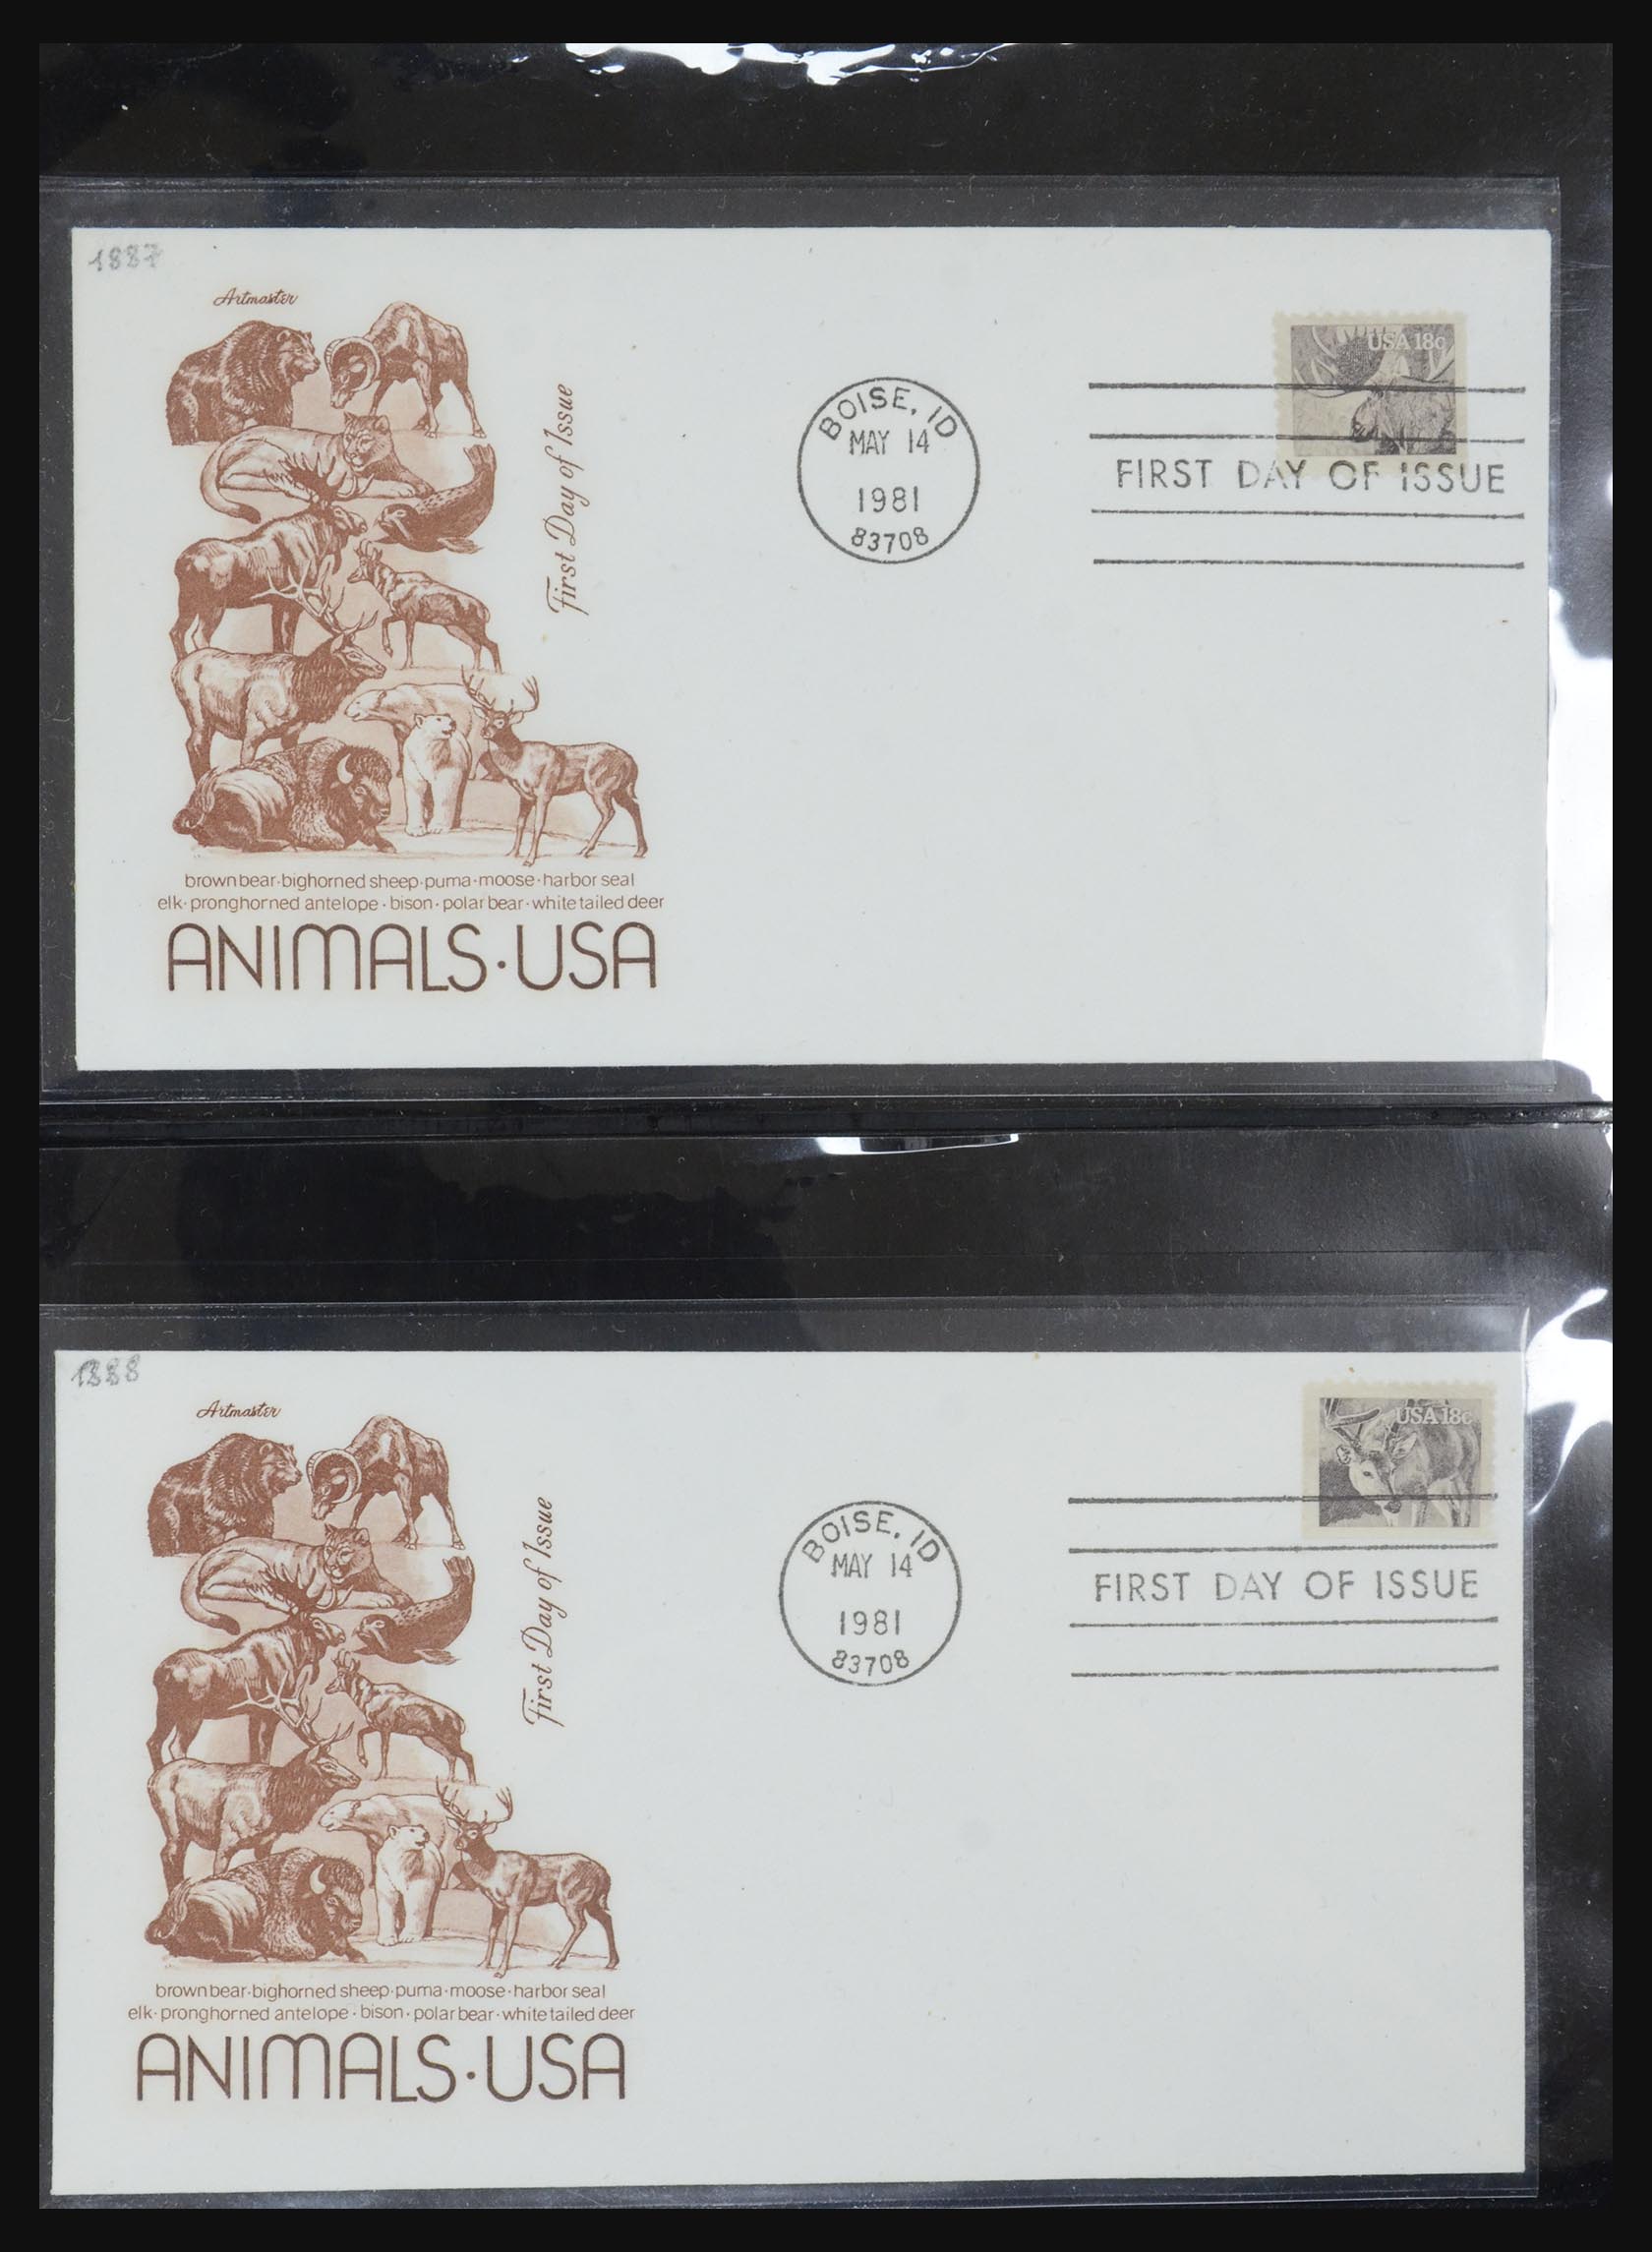 1887
Artmaster
USA 18c
BOISE, ID
MAY 14
1981
83708
FIRST DAY OF ISSUE
First Day of Issue
brown bear·bighorned sheep·puma·moose·harbor seal
elk·pronghorned antelope·bison·polar bear·white tailed deer
ANIMALS·USA
1888
Artmaster
USA 18c
BOISE, ID
MAY 14
1981
83708
FIRST DAY OF ISSUE
First Day of Issue
brown bear·bighorned sheep·puma·moose·harbor seal
elk·pronghorned antelope·bison·polar bear·white tailed deer
ANIMALS·USA